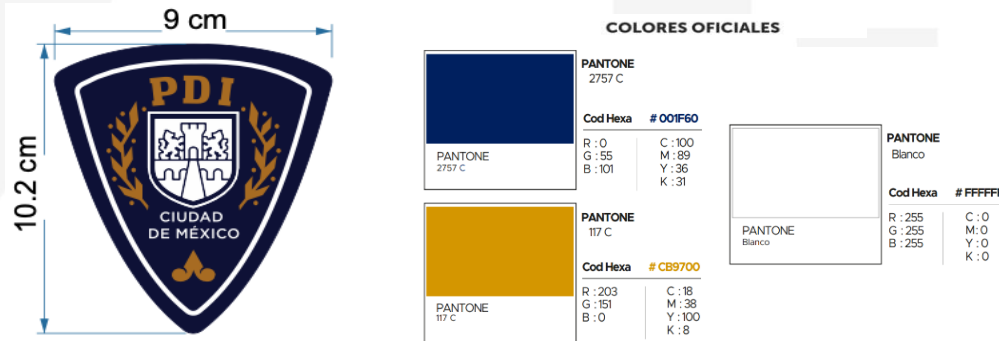 9 cm
10.2 cm
PDI
CIUDAD
DE MÉXICO
COLORES OFICIALES
PANTONE
2757 C
PANTONE
2757 C
Cod Hexa # 001F60
R : 0 C : 100
G : 55 M : 89
B : 101 Y : 36
K : 31
PANTONE
117 C
PANTONE
117 C
Cod Hexa # CB9700
R : 203 C : 18
G : 151 M : 38
B : 0 Y : 100
K : 8
PANTONE
Blanco
PANTONE
Blanco
Cod Hexa # FFFFFF
R : 255 C : 0
G : 255 M : 0
B : 255 Y : 0
K : 0